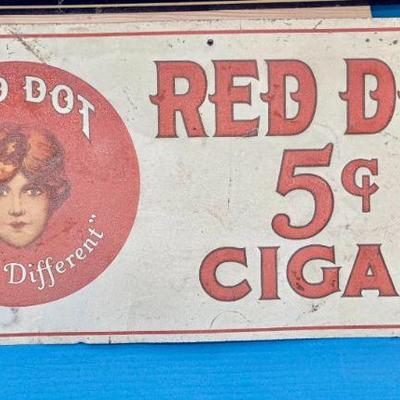 D DOT
Different"
RED D
5¢
CIGA